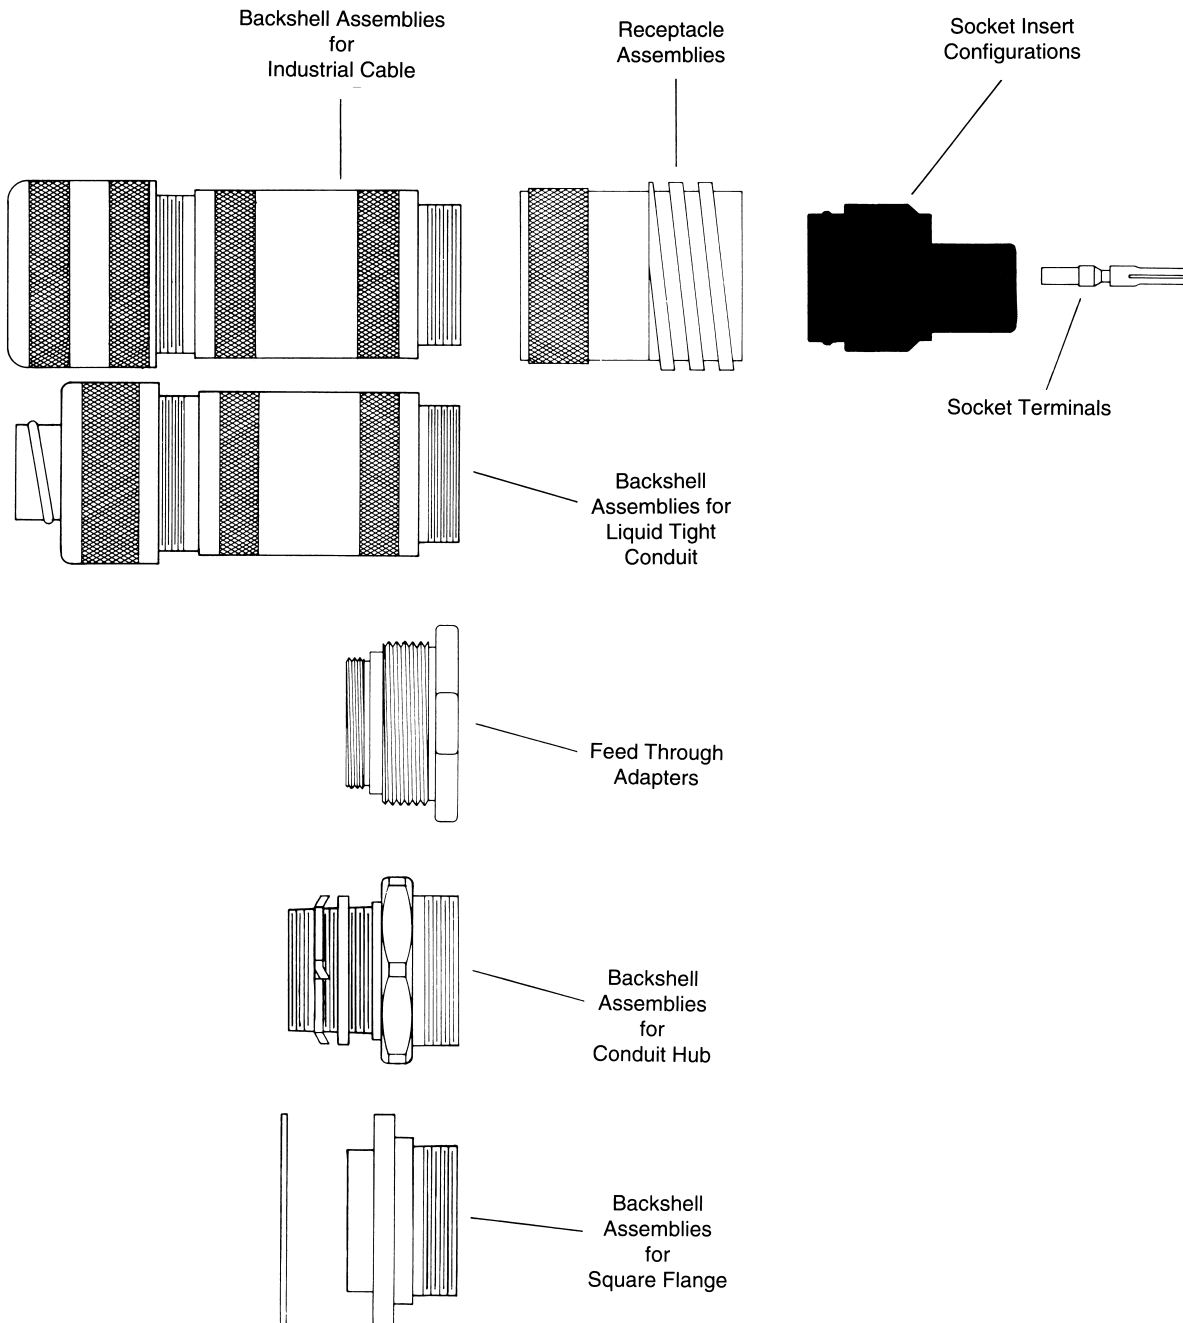 Backshell Assemblies
for
Industrial Cable
Receptacle
Assemblies
Socket Insert
Configurations
Socket Terminals
Backshell
Assemblies for
Liquid Tight
Conduit
Feed Through
Adapters
Backshell
Assemblies
for
Conduit Hub
Backshell
Assemblies
for
Square Flange